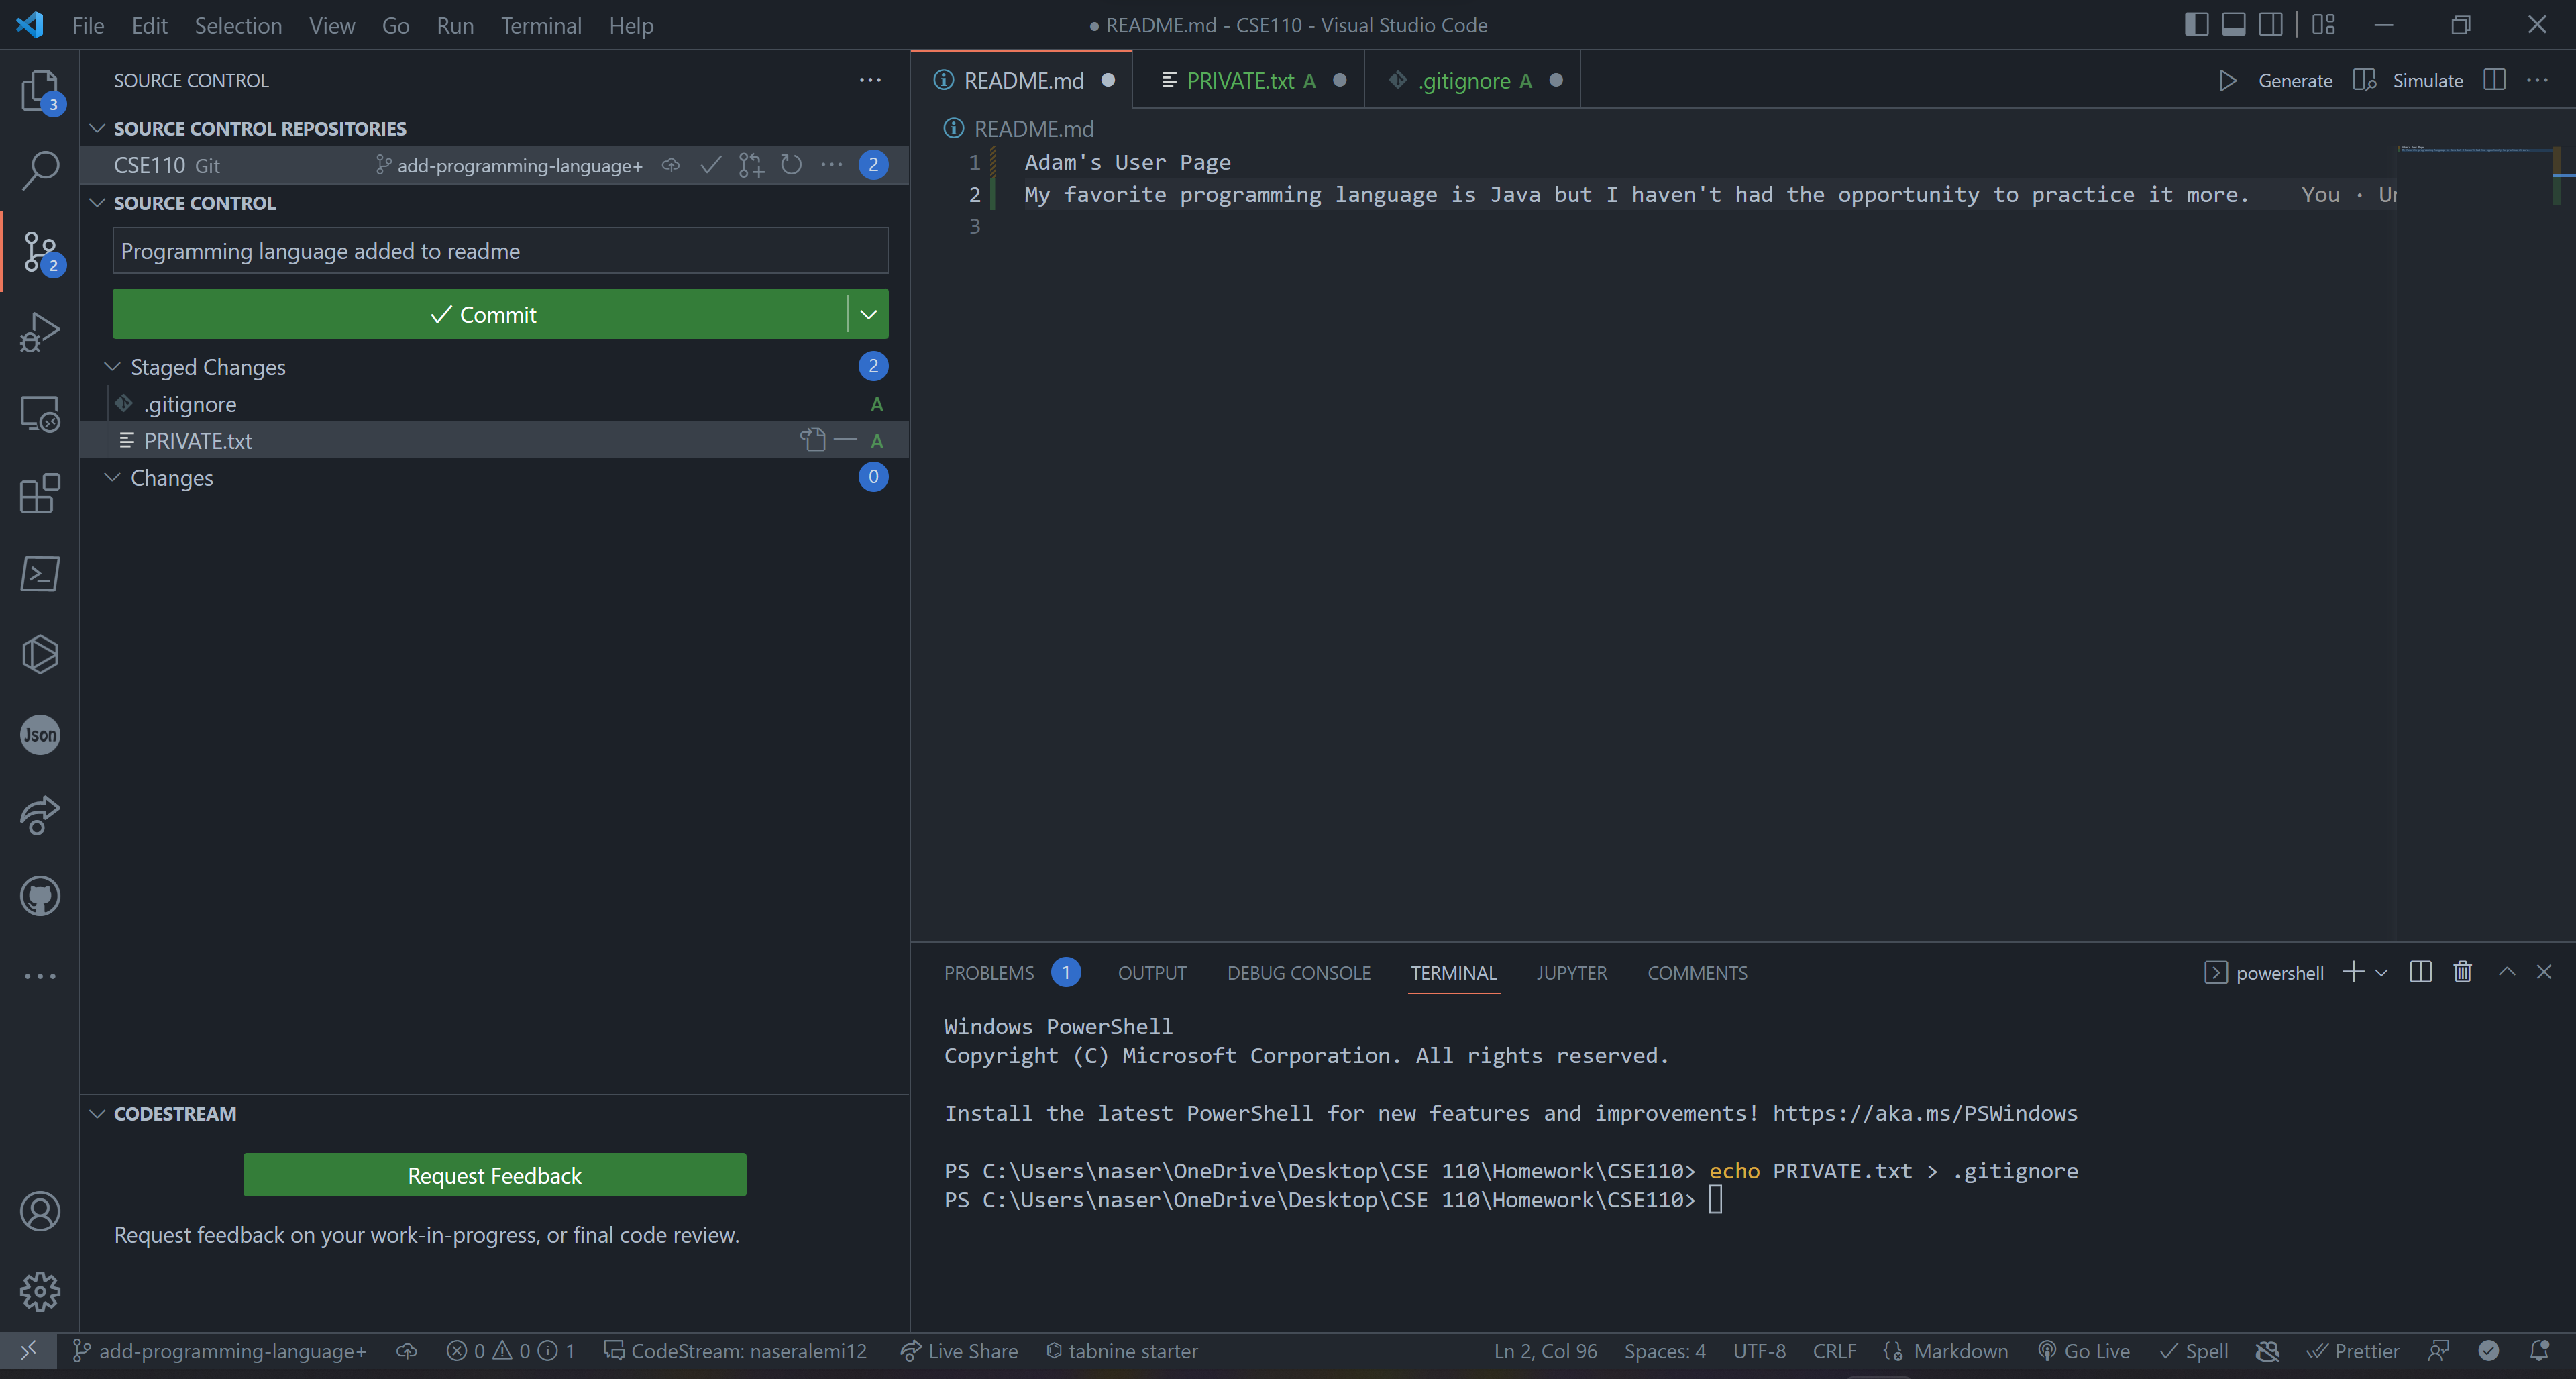 File Edit Selection View Go Run Terminal Help
● README.md - CSE110 - Visual Studio Code
3
2
Json
SOURCE CONTROL
SOURCE CONTROL REPOSITORIES
CSE110 Git add-programming-language+ 2
SOURCE CONTROL
Programming language added to readme
Commit
Staged Changes 2
.gitignore A
PRIVATE.txt A
Changes 0
CODESTREAM
Request Feedback
Request feedback on your work-in-progress, or final code review.
README.md PRIVATE.txt A .gitignore A
Generate Simulate
README.md
1 Adam's User Page
2 My favorite programming language is Java but I haven't had the opportunity to practice it more. You •
3
PROBLEMS 1 OUTPUT DEBUG CONSOLE TERMINAL JUPYTER COMMENTS
powershell
Windows PowerShell
Copyright (C) Microsoft Corporation. All rights reserved.
Install the latest PowerShell for new features and improvements! https://aka.ms/PSWindows
PS C:\Users\naser\OneDrive\Desktop\CSE 110\Homework\CSE110> echo PRIVATE.txt > .gitignore
PS C:\Users\naser\OneDrive\Desktop\CSE 110\Homework\CSE110>
add-programming-language+ 0 0 1 CodeStream: naseralemi12 Live Share tabnine starter Ln 2, Col 96 Spaces: 4 UTF-8 CRLF Markdown Go Live Spell Prettier